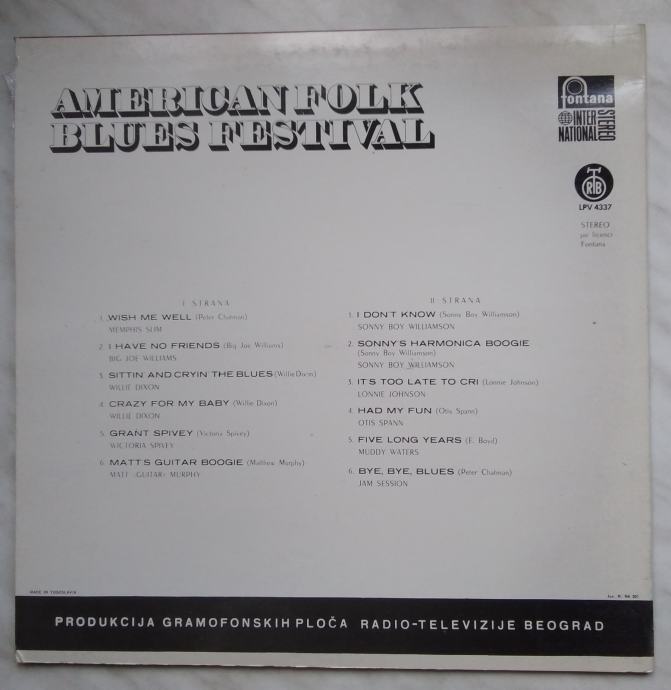 AMERICAN FOLK
BLUES FESTIVAL
fontana
INTER
NATIONAL
STEREO
RTB
LPV 4337
STEREO
po licenci
Fontana
I STRANA
1. WISH ME WELL (Peter Chatman)
MEMPHIS SLIM
2. I HAVE NO FRIENDS (Big Joe Williams)
BIG JOE WILLIAMS
3. SITTIN AND CRYIN THE BLUES (Willie Dixon)
WILLIE DIXON
4. CRAZY FOR MY BABY (Willie Dixon)
WILLIE DIXON
5. GRANT SPIVEY (Victoria Spivey)
WICTORIA SPIVEY
6. MATT'S GUITAR BOOGIE (Matthew Murphy)
MATT «GUITAR» MURPHY
II STRANA
1. I DON'T KNOW (Sonny Boy Williamson)
SONNY BOY WILLIAMSON
2. SONNY'S HARMONICA BOOGIE
(Sonny Boy Williamson)
SONNY BOY WILLIAMSON
3. IT'S TOO LATE TO CRI (Lonnie Johnson)
LONNIE JOHNSON
4. HAD MY FUN (Otis Spann)
OTIS SPANN
5. FIVE LONG YEARS (E. Boyd)
MUDDY WATERS
6. BYE, BYE, BLUES (Peter Chatman)
JAM SESSION
MADE IN YUGOSLAVIA
PRODUKCIJA GRAMOFONSKIH PLOČA RADIO-TELEVIZIJE BEOGRAD